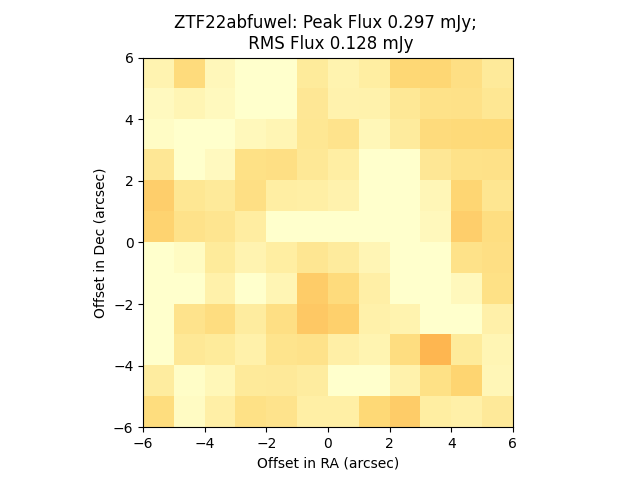 ZTF22abfuwel: Peak Flux 0.297 mJy;
RMS Flux 0.128 mJy
6
4
2
0
−2
−4
−6
Offset in Dec (arcsec)
−6 −4 −2 0 2 4 6
Offset in RA (arcsec)